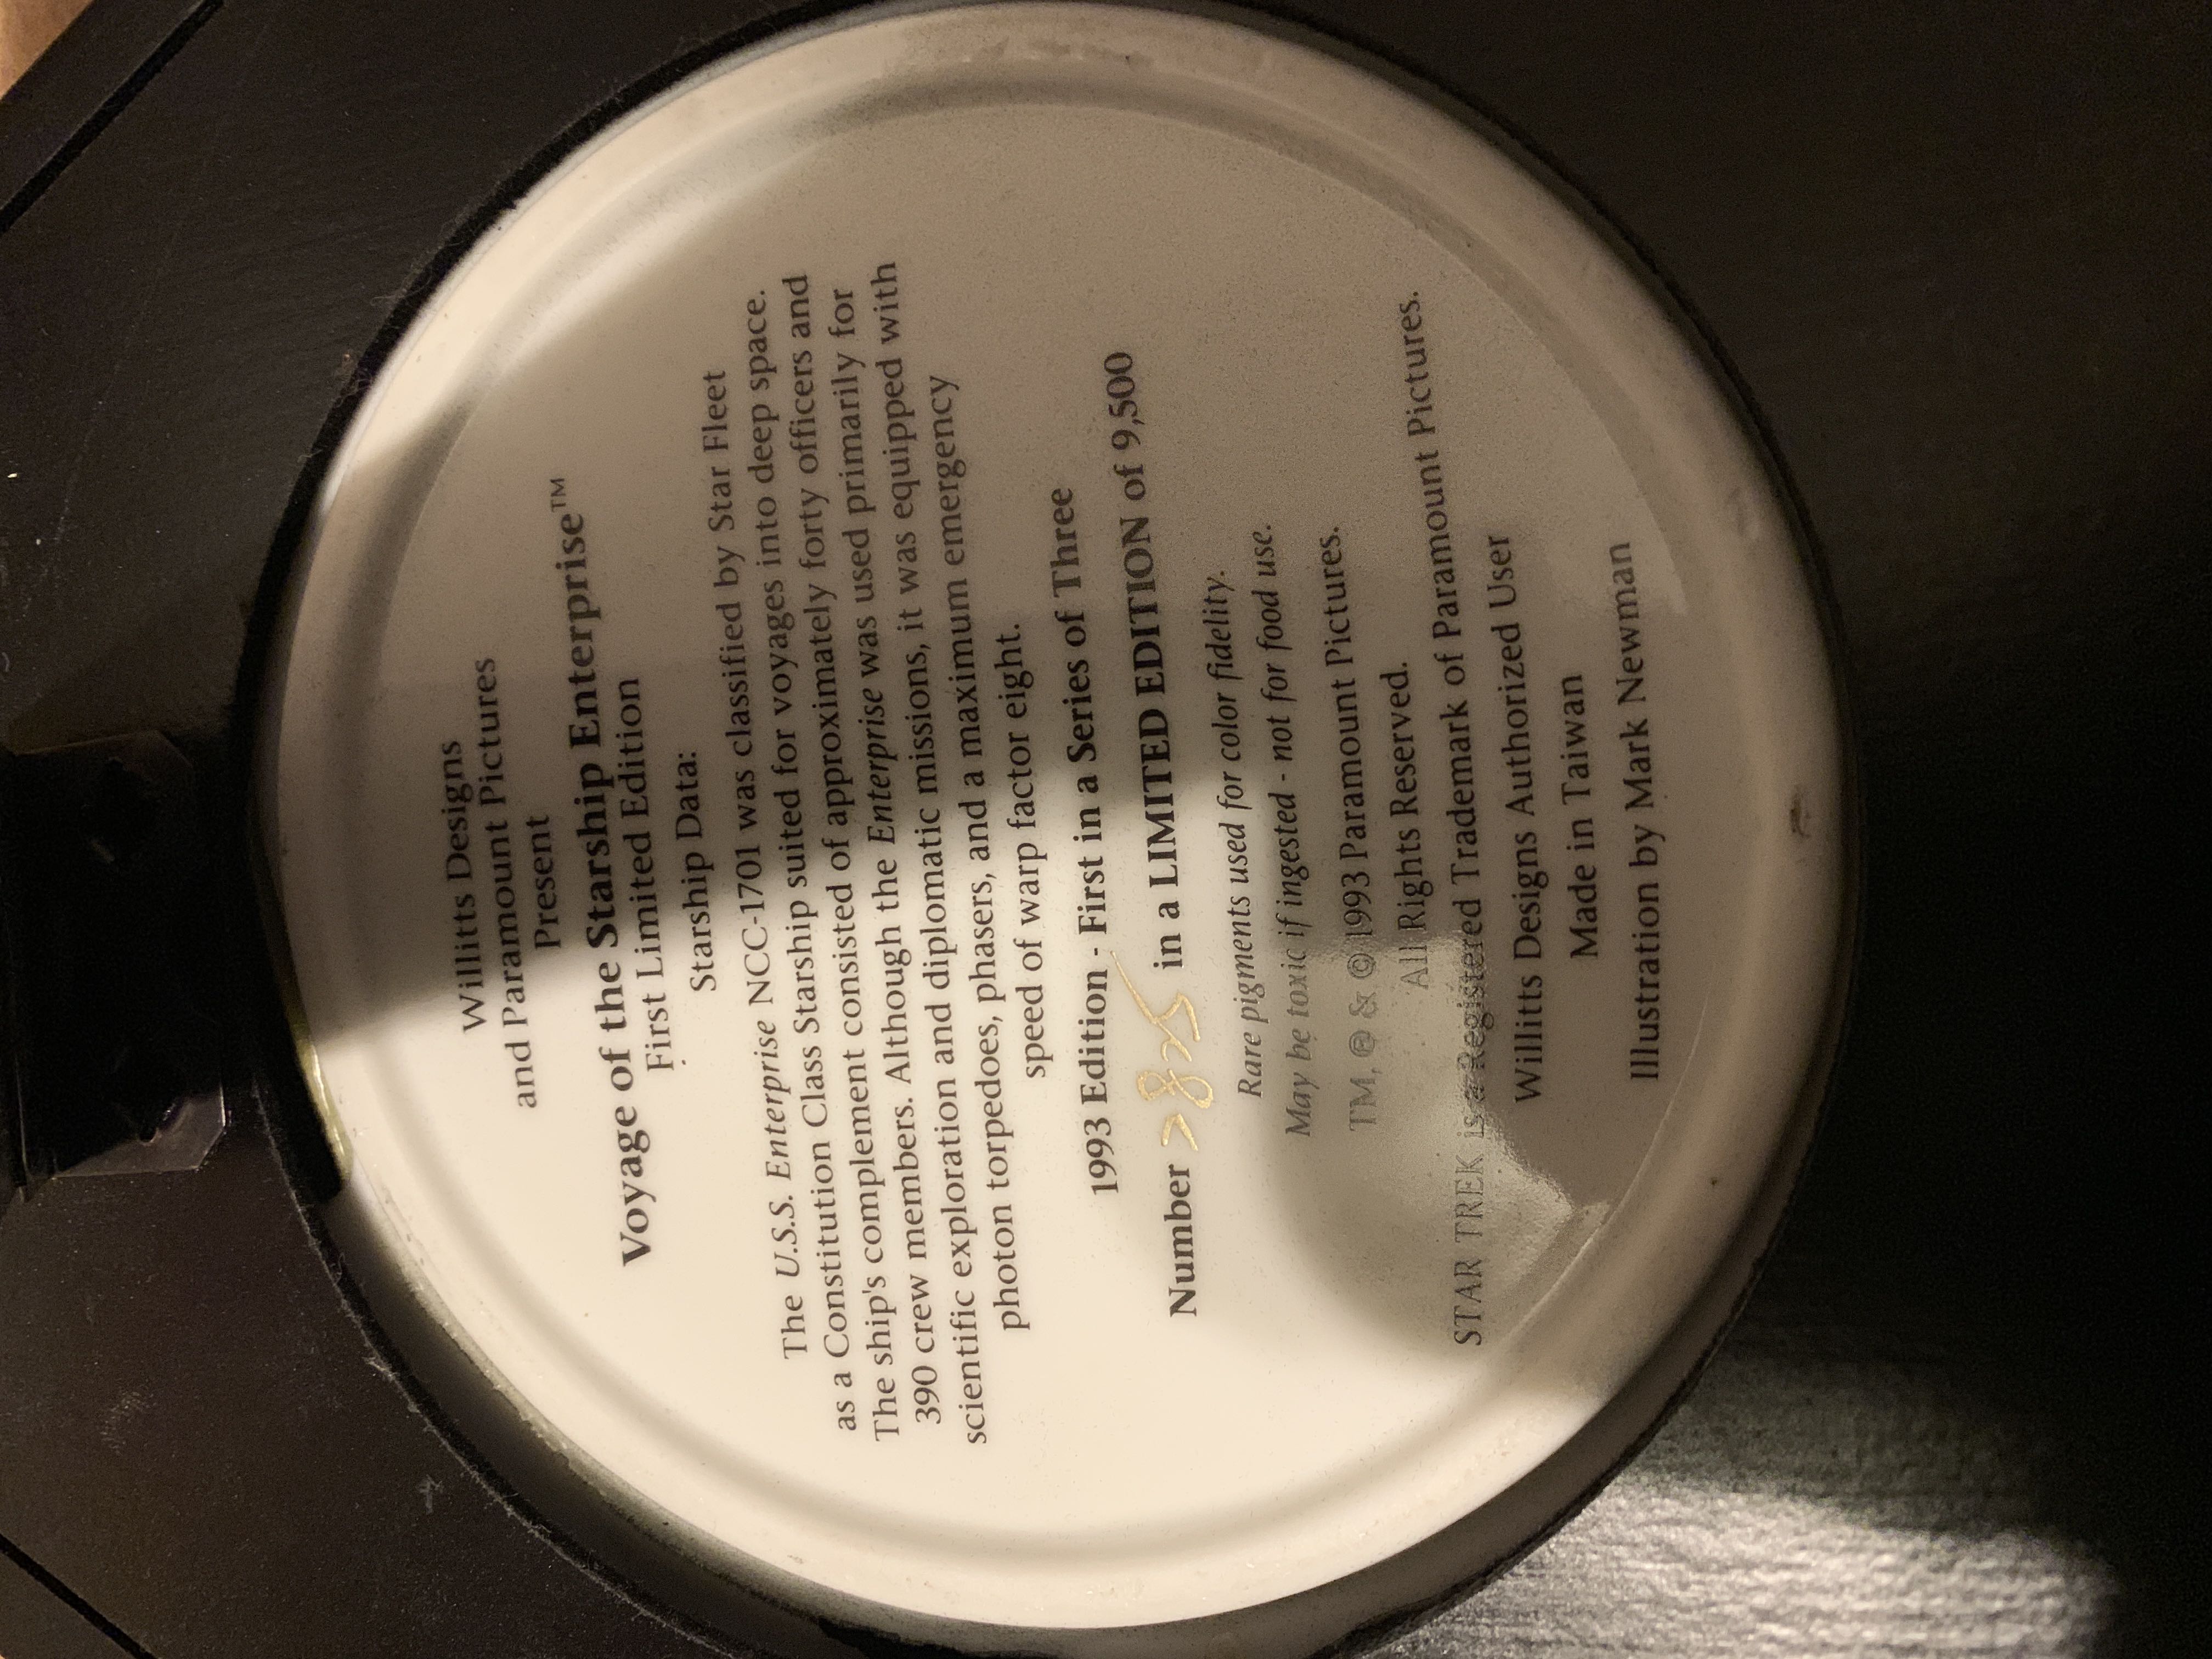 Willitts Designs
and Paramount Pictures
Present
Voyage of the Starship Enterprise™
First Limited Edition
Starship Data:
The U.S.S. Enterprise NCC-1701 was classified by Star Fleet
as a Constitution Class Starship suited for voyages into deep space.
The ship's complement consisted of approximately forty officers and
390 crew members. Although the Enterprise was used primarily for
scientific exploration and diplomatic missions, it was equipped with
photon torpedoes, phasers, and a maximum emergency
speed of warp factor eight.
1993 Edition - First in a Series of Three
Number in a LIMITED EDITION of 9,500
Rare pigments used for color fidelity.
May be toxic if ingested - not for food use.
TM, ® & © 1993 Paramount Pictures.
All Rights Reserved.
STAR TREK is a Registered Trademark of Paramount Pictures.
Willitts Designs Authorized User
Made in Taiwan
Illustration by Mark Newman